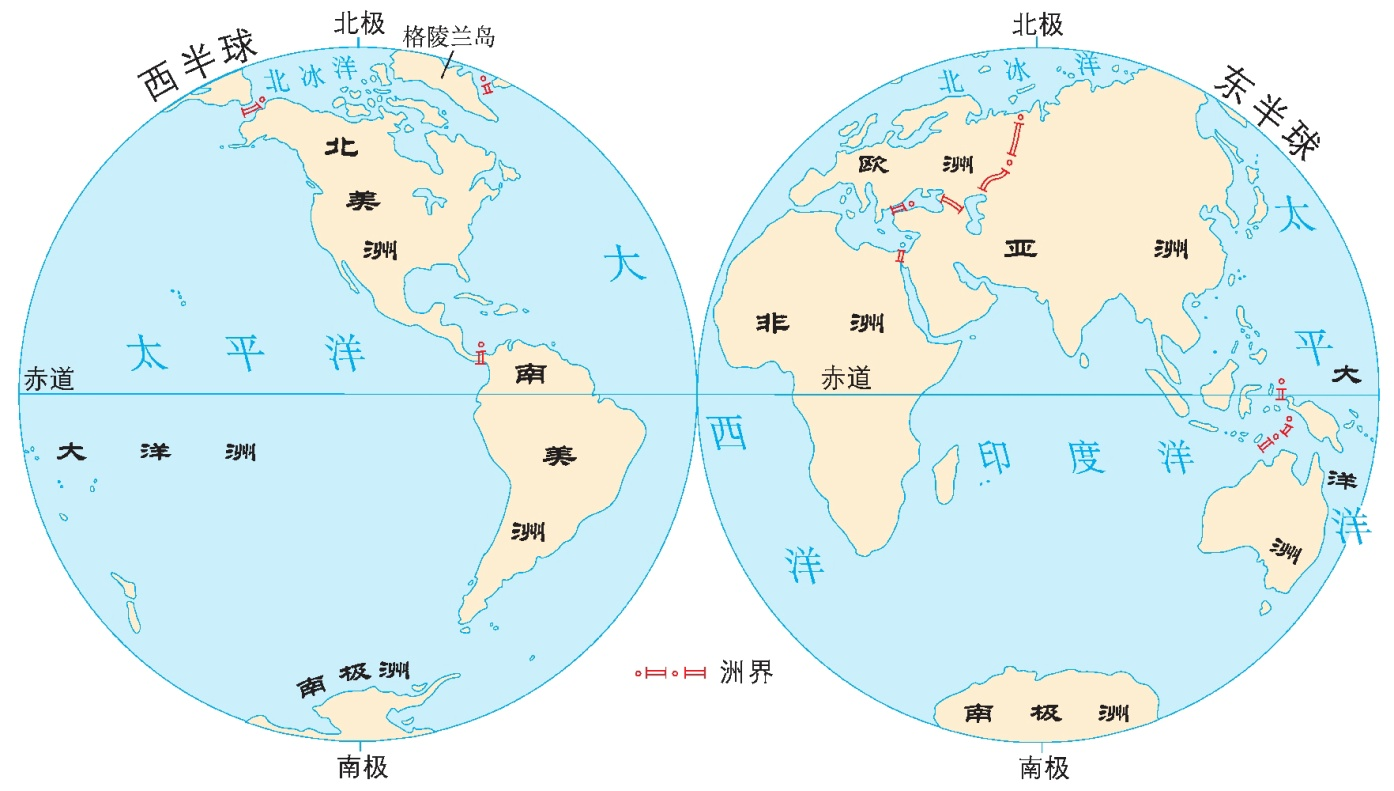 西半球
北极
格陵兰岛
北冰洋
北美洲
大西洋
太平洋
赤道
南美洲
大洋洲
南极洲
南极
洲界
东半球
北极
北冰洋
欧洲
亚洲
太平洋
非洲
赤道
印度洋
大洋洲
南极洲
南极